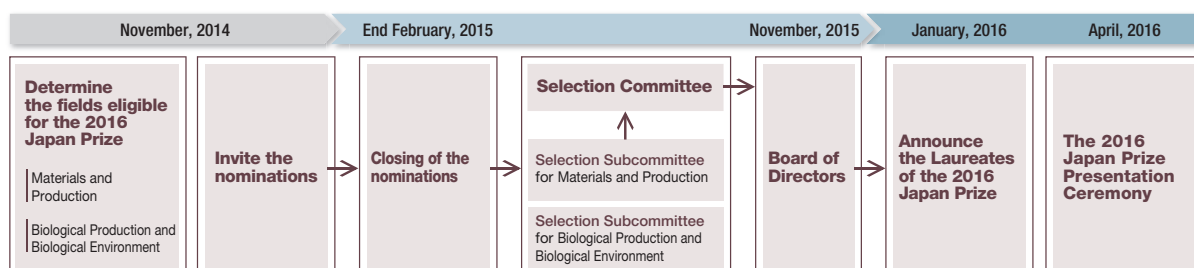 November, 2014
End February, 2015
November, 2015
January, 2016
April, 2016
Determine
the fields eligible
for the 2016
Japan Prize
Materials and
Production
Biological Production and
Biological Environment
Invite the
nominations
Closing of the
nominations
Selection Committee
Selection Subcommittee
for Materials and Production
Selection Subcommittee
for Biological Production and
Biological Environment
Board of
Directors
Announce
the Laureates
of the 2016
Japan Prize
The 2016
Japan Prize
Presentation
Ceremony